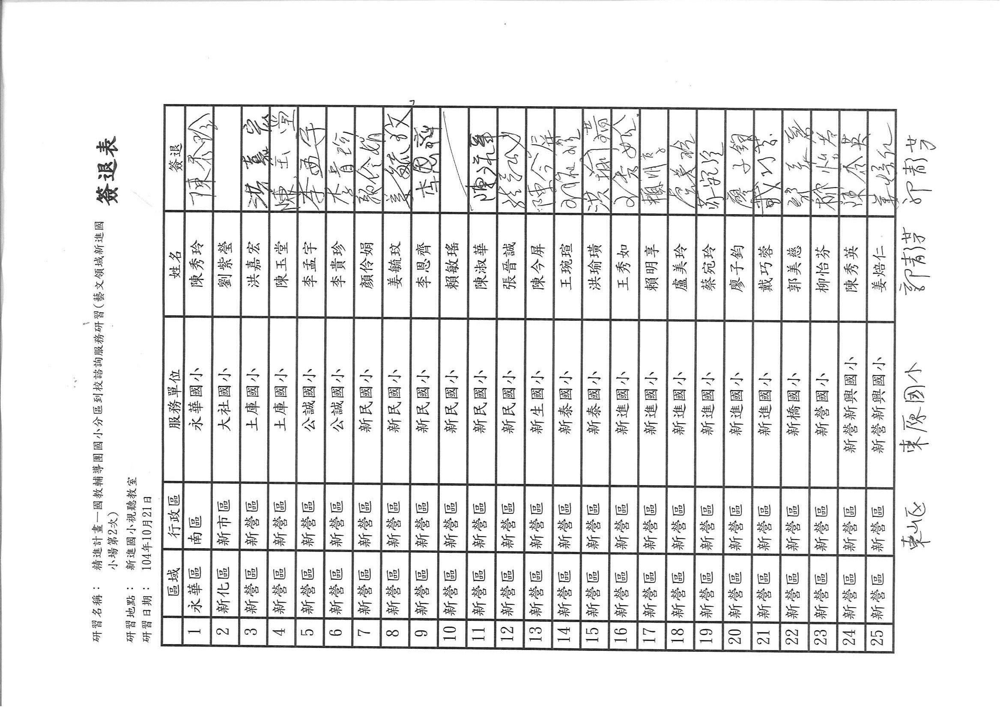 簽退表
研習名稱： 精進計畫—國教輔導團國小分區到校諮詢服務研習(藝文領域新進國
小場第2次)
研習地點： 新進國小視聽教室
研習日期： 104年10月21日
區域 行政區 服務單位 姓名 簽退
1 永華區 南區 永華國小 陳秀玲 陳秀玲
2 新化區 新市區 大社國小 劉紫瑩
3 新營區 新營區 土庫國小 洪嘉宏 洪嘉宏
4 新營區 新營區 土庫國小 陳玉堂 陳玉堂
5 新營區 新營區 公誠國小 李孟宇 李孟宇
6 新營區 新營區 公誠國小 李貴珍 李貴珍
7 新營區 新營區 新民國小 顏伶娟 顏伶娟
8 新營區 新營區 新民國小 姜毓玟 姜毓玟
9 新營區 新營區 新民國小 李恩齊 李恩齊
10 新營區 新營區 新民國小 賴敏瑤
11 新營區 新營區 新民國小 陳淑華 陳淑華
12 新營區 新營區 新民國小 張晉誠
13 新營區 新營區 新生國小 陳今屏 陳今屏
14 新營區 新營區 新泰國小 王琬瑄
15 新營區 新營區 新泰國小 洪瑜璜 洪瑜璜
16 新營區 新營區 新進國小 王秀如 王秀如
17 新營區 新營區 新進國小 賴明享 賴明享
18 新營區 新營區 新進國小 盧美玲 盧美玲
19 新營區 新營區 新進國小 蔡宛玲
20 新營區 新營區 新進國小 廖子鈞 廖子鈞
21 新營區 新營區 新進國小 戴巧蓉 戴巧蓉
22 新營區 新營區 新橋國小 郭美慈
23 新營區 新營區 新營國小 柳怡芬 柳怡芬
24 新營區 新營區 新營新興國小 陳秀英 陳秀英
25 新營區 新營區 新營新興國小 姜焙仁 姜焙仁
東山区 東原國小 郭青芳 郭青芳